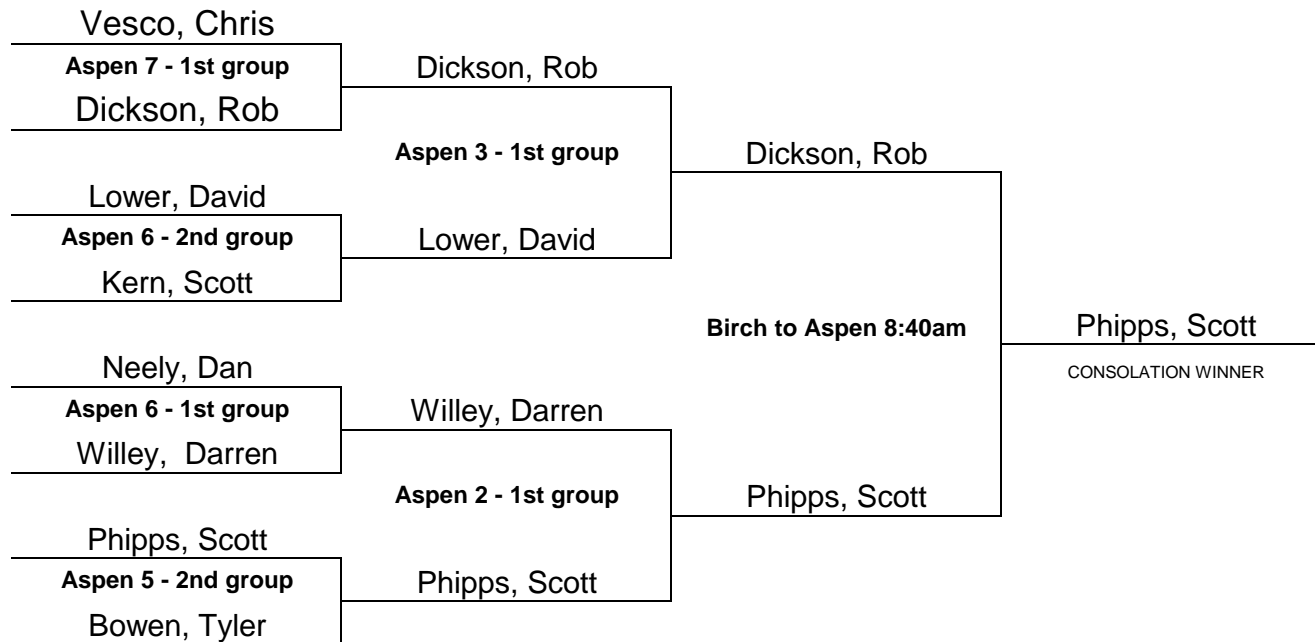 Vesco, Chris
Aspen 7 - 1st group
Dickson, Rob
Lower, David
Aspen 6 - 2nd group
Kern, Scott
Neely, Dan
Aspen 6 - 1st group
Willey,  Darren
Phipps, Scott
Aspen 5 - 2nd group
Bowen, Tyler
Dickson, Rob
Aspen 3 - 1st group
Lower, David
Willey, Darren
Aspen 2 - 1st group
Phipps, Scott
Dickson, Rob
Birch to Aspen 8:40am
Phipps, Scott
Phipps, Scott
CONSOLATION WINNER